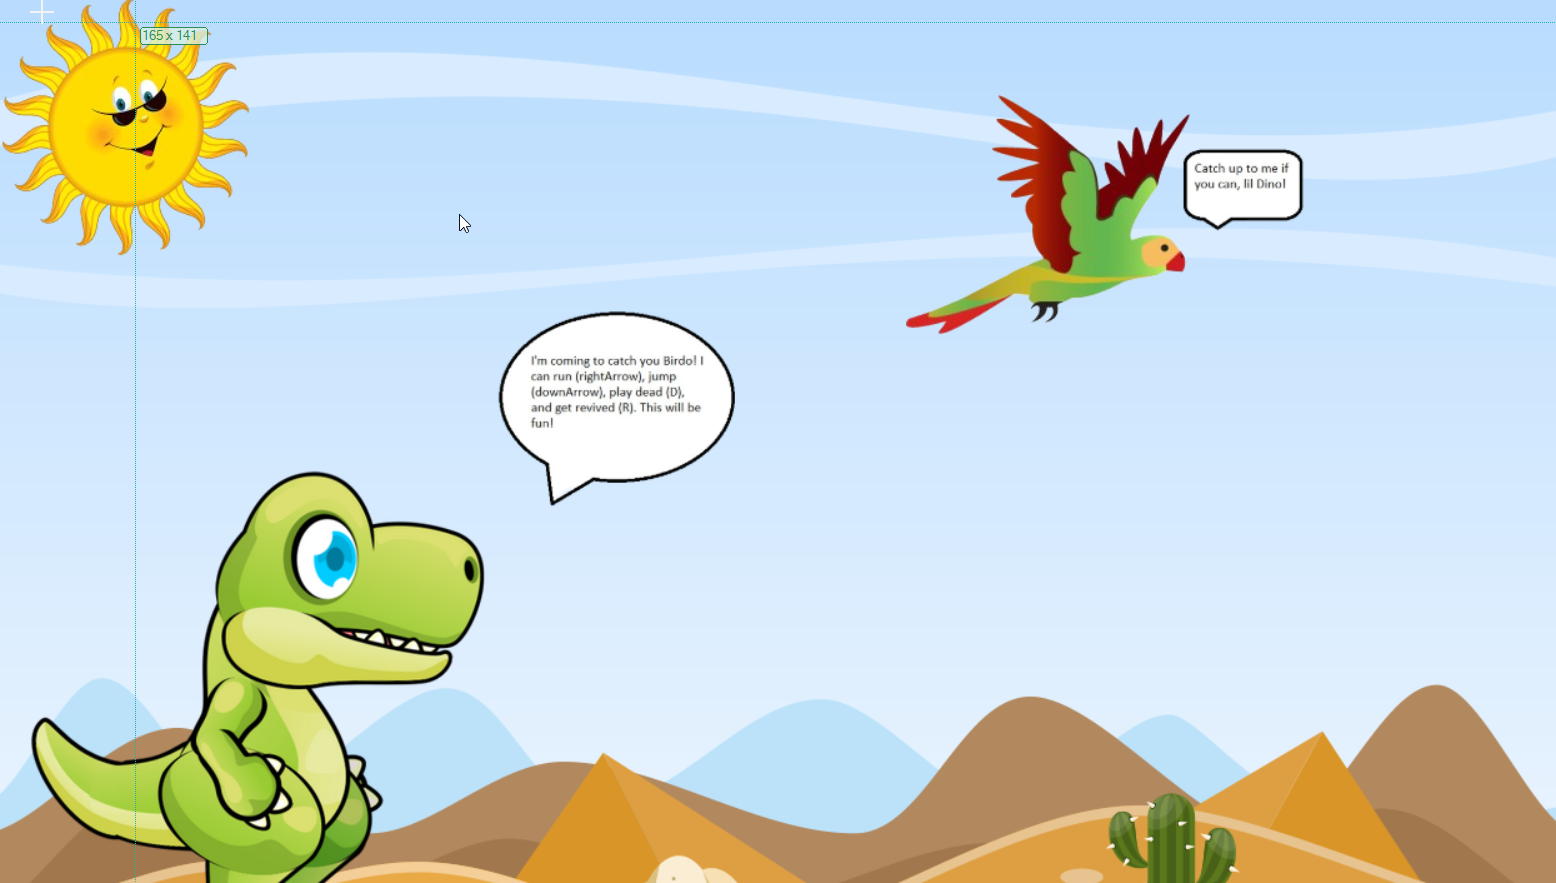 165 x 141
Catch up to me if
you can, lil Dino!
I'm coming to catch you Birdo! I
can run (rightArrow), jump
(downArrow), play dead (D),
and get revived (R). This will be
fun!